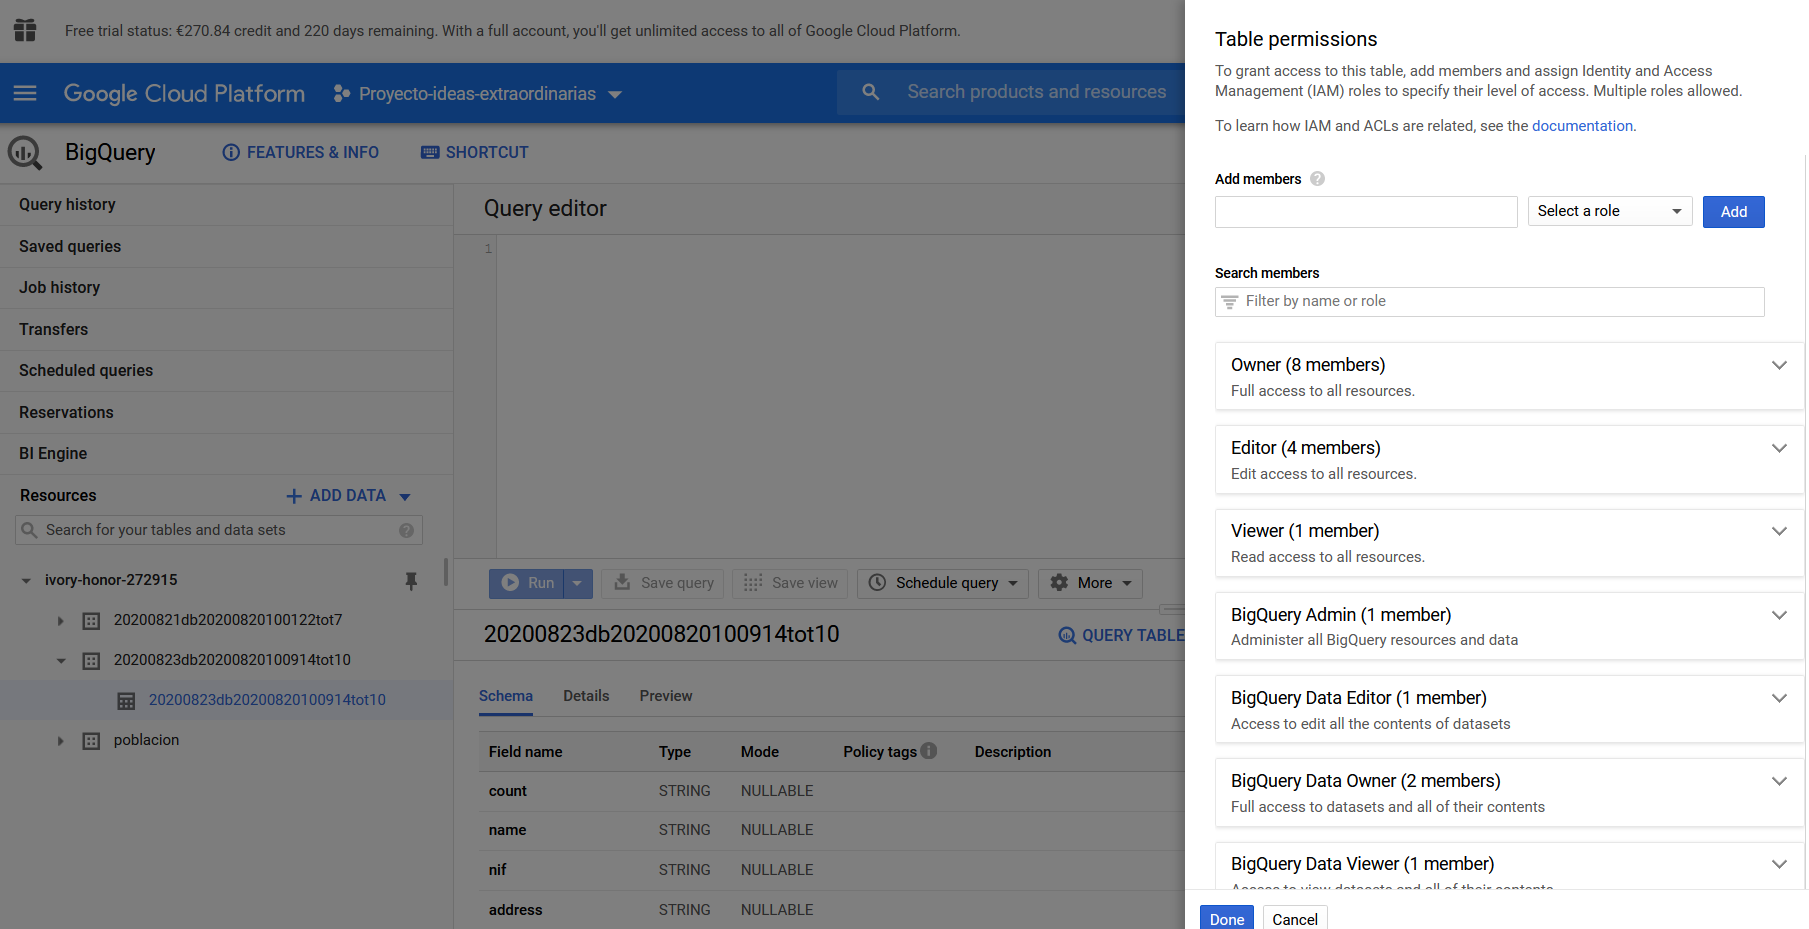 Free trial status: €270.84 credit and 220 days remaining. With a full account, you'll get unlimited access to all of Google Cloud Platform.
Google Cloud Platform
Proyecto-ideas-extraordinarias
Search products and resources
BigQuery
FEATURES & INFO
SHORTCUT
Query history
Saved queries
Job history
Transfers
Scheduled queries
Reservations
BI Engine
Resources
ADD DATA
Search for your tables and data sets
ivory-honor-272915
20200821db20200820100122tot7
20200823db20200820100914tot10
20200823db20200820100914tot10
poblacion
Query editor
1
Run
Save query
Save view
Schedule query
More
20200823db20200820100914tot10
QUERY TABLE
Schema Details Preview
Field name Type Mode Policy tags Description
count STRING NULLABLE
name STRING NULLABLE
nif STRING NULLABLE
address STRING NULLABLE
Table permissions
To grant access to this table, add members and assign Identity and Access
Management (IAM) roles to specify their level of access. Multiple roles allowed.
To learn how IAM and ACLs are related, see the documentation.
Add members
Select a role
Add
Search members
Filter by name or role
Owner (8 members)
Full access to all resources.
Editor (4 members)
Edit access to all resources.
Viewer (1 member)
Read access to all resources.
BigQuery Admin (1 member)
Administer all BigQuery resources and data
BigQuery Data Editor (1 member)
Access to edit all the contents of datasets
BigQuery Data Owner (2 members)
Full access to datasets and all of their contents
BigQuery Data Viewer (1 member)
Access to view datasets and all of their contents
Done
Cancel